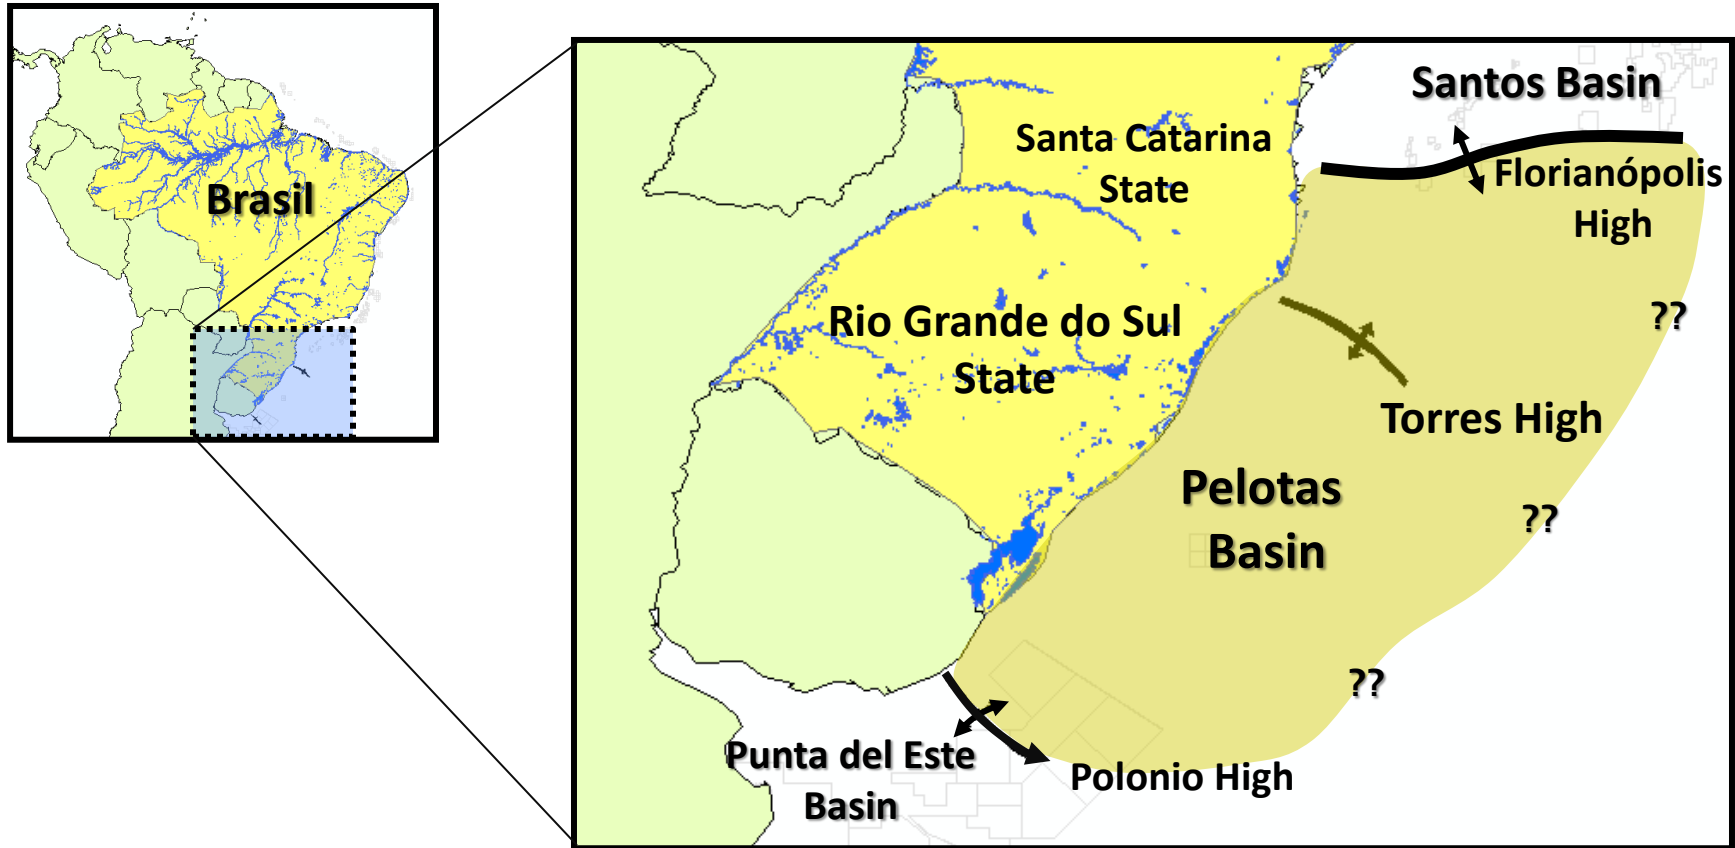 Brasil
Santos Basin
Santa Catarina
State
Florianópolis
High
Rio Grande do Sul
State
??
Torres High
Pelotas
Basin
??
??
Punta del Este
Basin
Polonio High